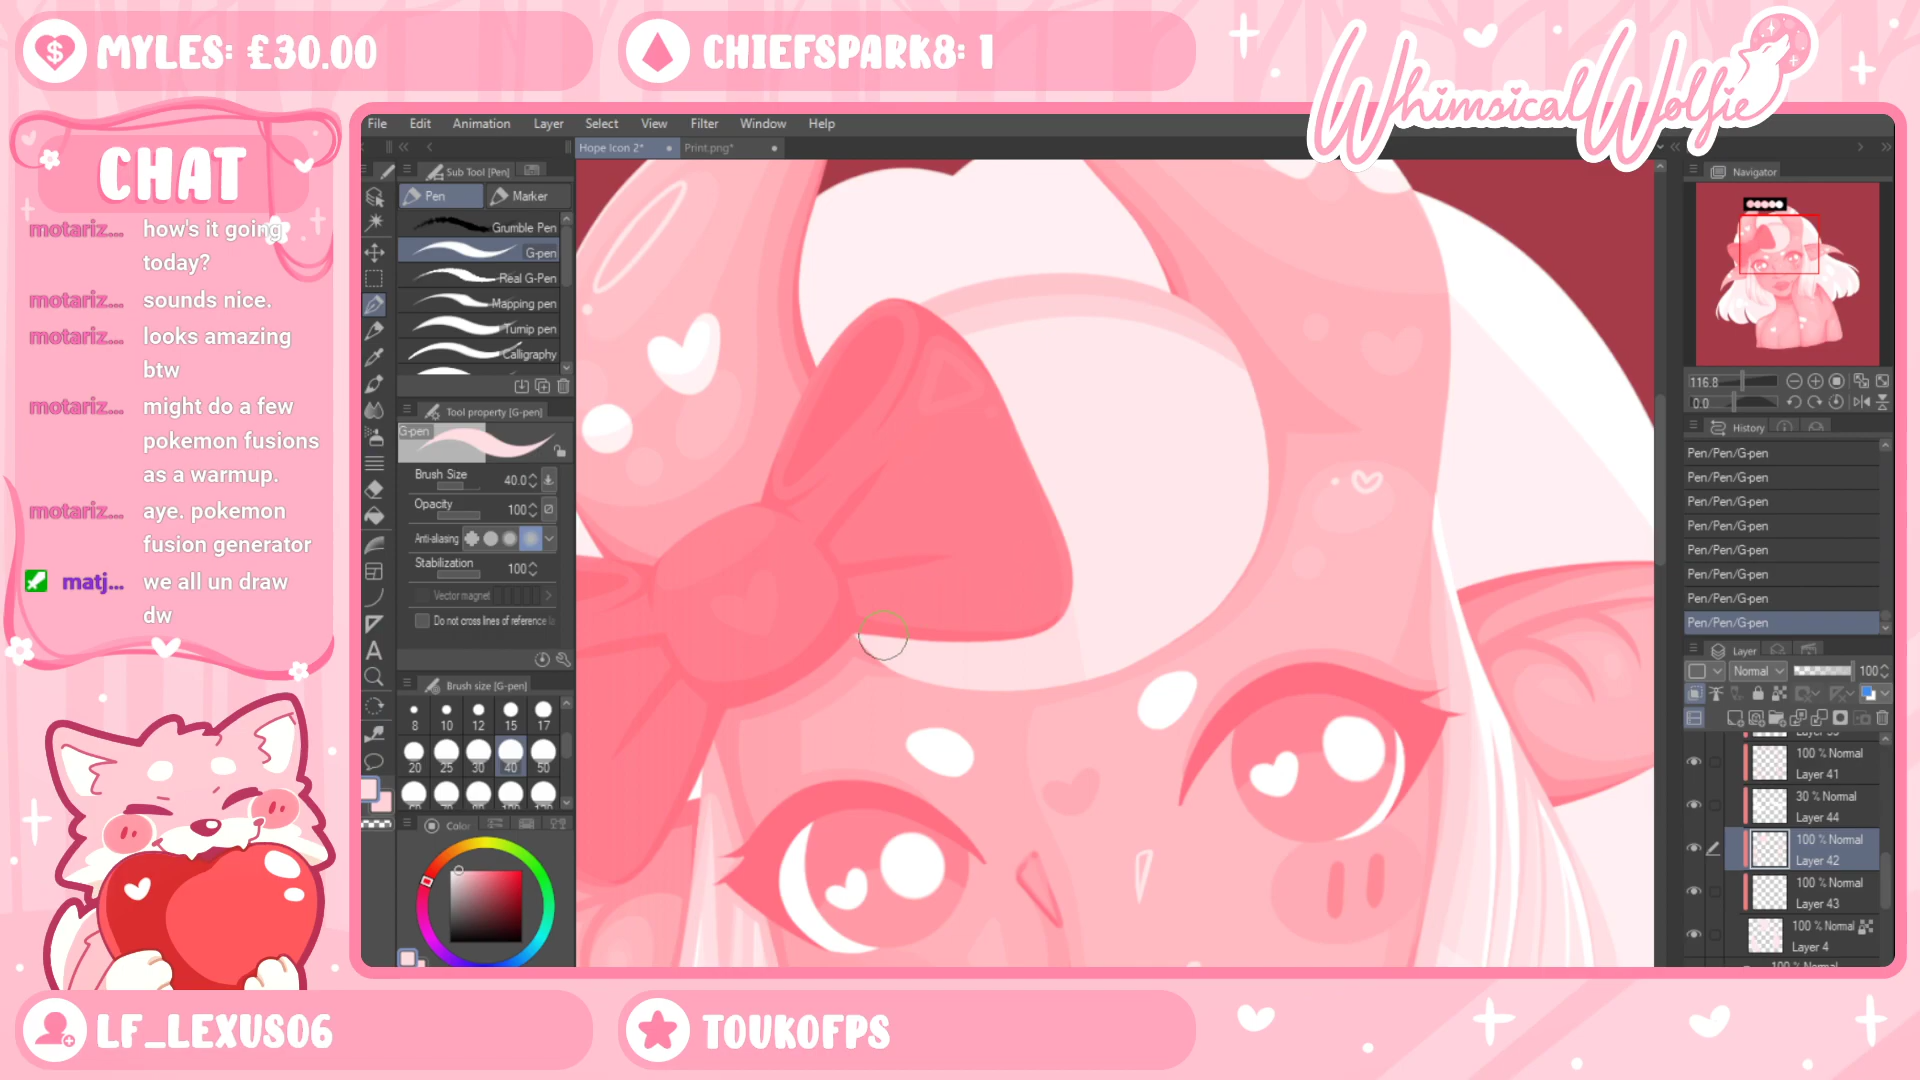 MYLES: £30.00
CHIEFSPARK8: 1
WhimsicalWolfie
CHAT
motariz... how's it going today?
motariz... sounds nice.
motariz... looks amazing btw
motariz... might do a few pokemon fusions as a warmup.
motariz... aye. pokemon fusion generator
matj... we all un draw dw
File Edit Animation Layer Select View Filter Window Help
Hope Icon 2* Print.png*
Sub Tool [Pen]
Pen Marker
Grumble Pen
G-pen
Real G-Pen
Mapping pen
Turnip pen
Calligraphy
Tool property [G-pen]
G-pen
Brush Size 40.0
Opacity 100
Anti-aliasing
Stabilization 100
Vector magnet
Do not cross lines of reference
Brush size [G-pen]
8 10 12 15 17
20 25 30 40 50
Color
Navigator
116.8
0.0
History
Pen/Pen/G-pen
Pen/Pen/G-pen
Pen/Pen/G-pen
Pen/Pen/G-pen
Pen/Pen/G-pen
Pen/Pen/G-pen
Pen/Pen/G-pen
Pen/Pen/G-pen
Layer
Normal 100
100 % Normal
Layer 41
30 % Normal
Layer 44
100 % Normal
Layer 42
100 % Normal
Layer 43
100 % Normal
Layer 4
100 % Normal
LF_LEXUS06
TOUKOFPS